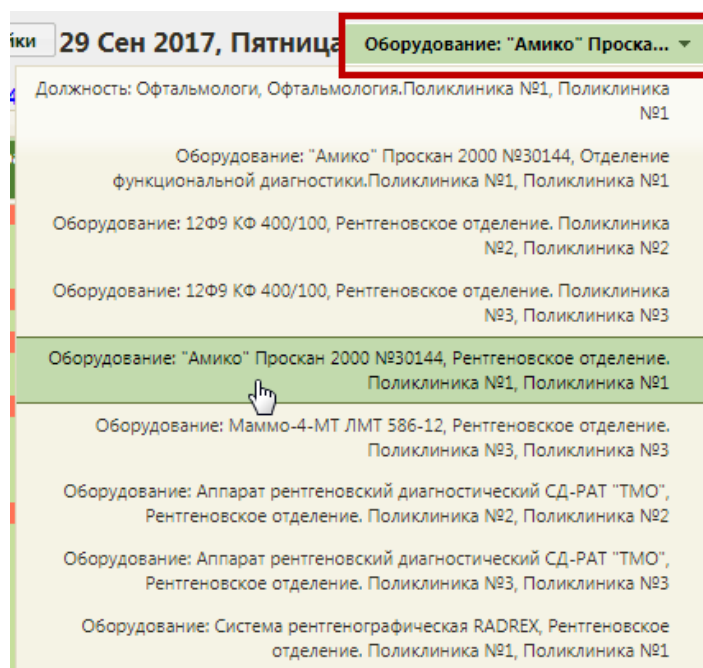 йки 29 Сен 2017, Пятница Оборудование: "Амико" Проска...
Должность: Офтальмологи, Офтальмология.Поликлиника №1, Поликлиника
№1
Оборудование: "Амико" Проскан 2000 №30144, Отделение
функциональной диагностики.Поликлиника №1, Поликлиника №1
Оборудование: 12Ф9 КФ 400/100, Рентгеновское отделение. Поликлиника
№2, Поликлиника №2
Оборудование: 12Ф9 КФ 400/100, Рентгеновское отделение. Поликлиника
№3, Поликлиника №3
Оборудование: "Амико" Проскан 2000 №30144, Рентгеновское отделение.
Поликлиника №1, Поликлиника №1
Оборудование: Маммо-4-МТ ЛМТ 586-12, Рентгеновское отделение.
Поликлиника №3, Поликлиника №3
Оборудование: Аппарат рентгеновский диагностический СД-РАТ "ТМО",
Рентгеновское отделение. Поликлиника №2, Поликлиника №2
Оборудование: Аппарат рентгеновский диагностический СД-РАТ "ТМО",
Рентгеновское отделение. Поликлиника №3, Поликлиника №3
Оборудование: Система рентгенографическая RADREX, Рентгеновское
отделение. Поликлиника №1, Поликлиника №1